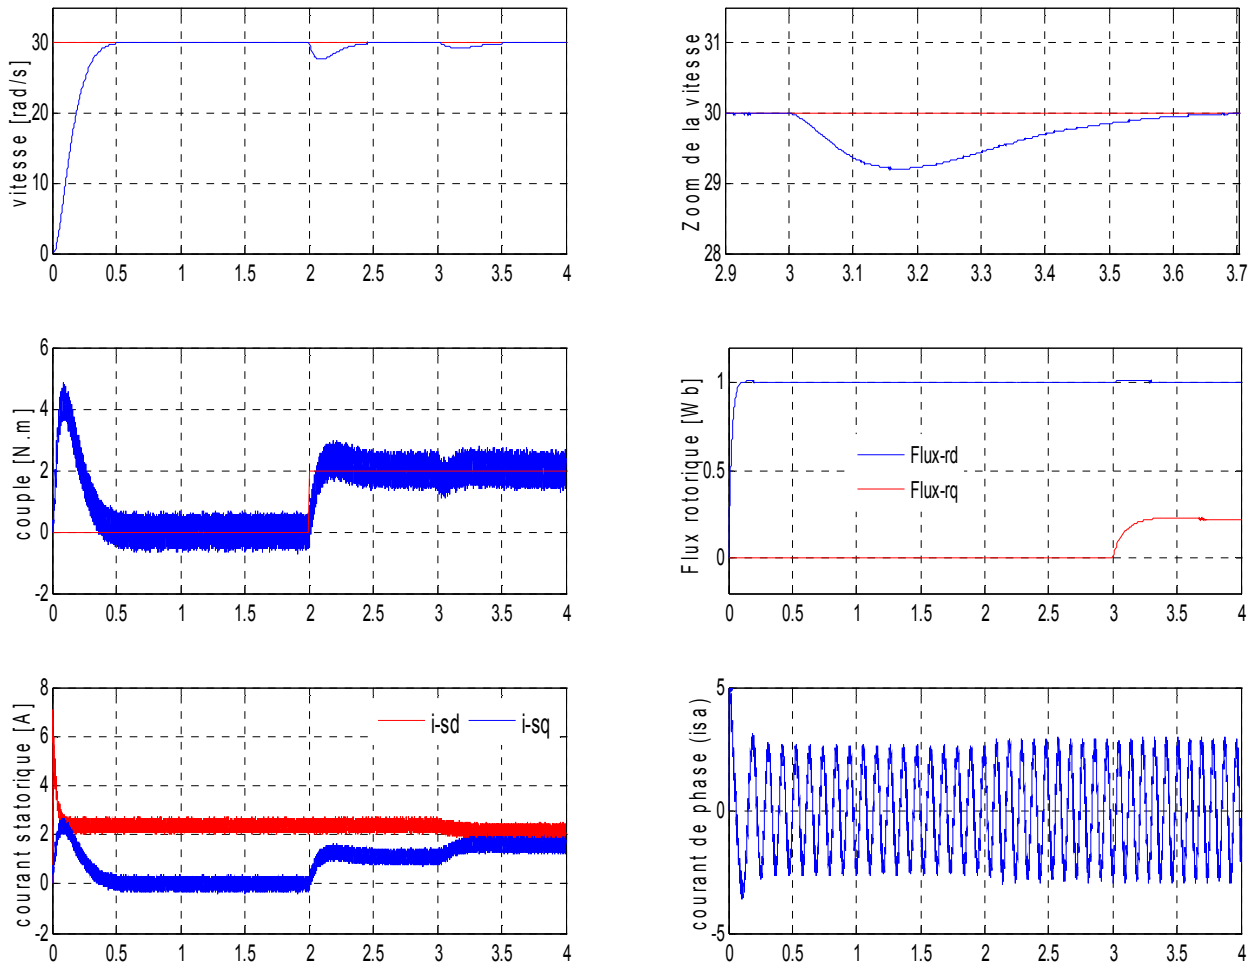 vitesse [rad/s]
30
20
10
0
0 0.5 1 1.5 2 2.5 3 3.5 4
Zoom de la vitesse
31
30
29
28
2.9 3 3.1 3.2 3.3 3.4 3.5 3.6 3.7
couple [N.m]
6
4
2
0
-2
0 0.5 1 1.5 2 2.5 3 3.5 4
Flux rotorique [Wb]
1
0.5
0
Flux-rd
Flux-rq
0 0.5 1 1.5 2 2.5 3 3.5 4
courant statorique [A]
8
6
4
2
0
-2
i-sd i-sq
0 0.5 1 1.5 2 2.5 3 3.5 4
courant de phase (isa)
5
0
-5
0 0.5 1 1.5 2 2.5 3 3.5 4